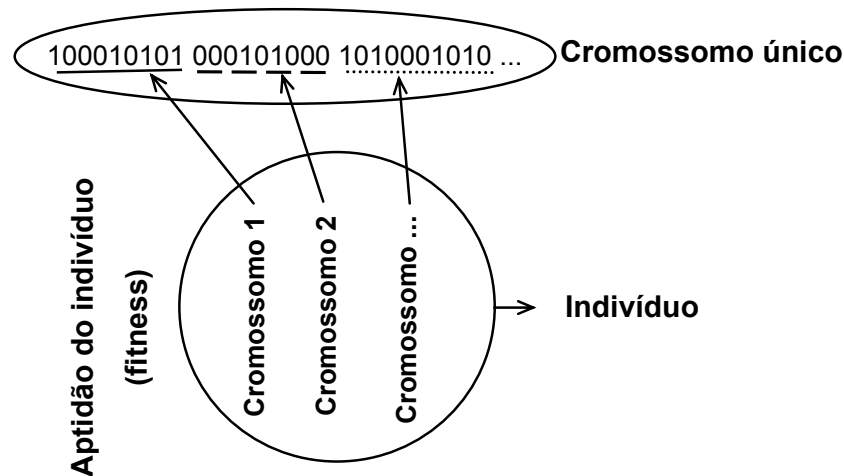 100010101 000101000 1010001010 ... Cromossomo único
Aptidão do indivíduo
(fitness)
Cromossomo 1
Cromossomo 2
Cromossomo ...
Indivíduo